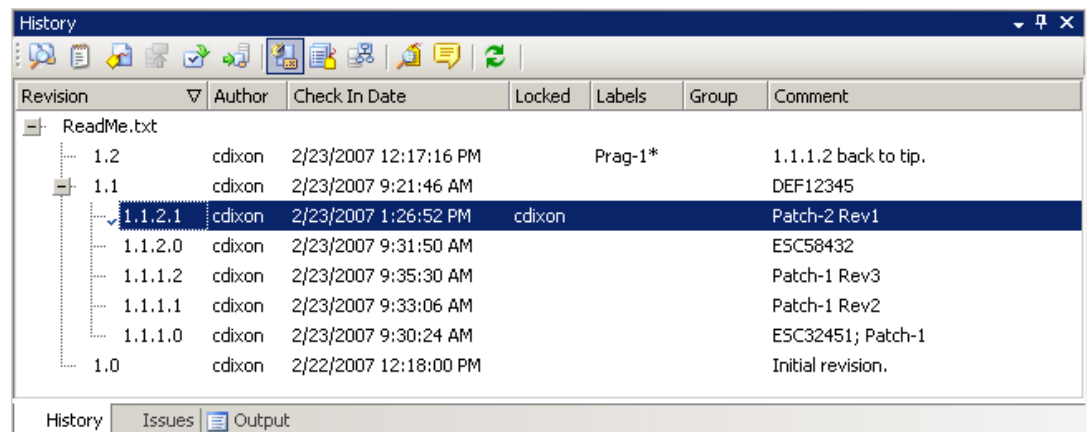 History
Revision Author Check In Date Locked Labels Group Comment
ReadMe.txt
1.2 cdixon 2/23/2007 12:17:16 PM Prag-1* 1.1.1.2 back to tip.
1.1 cdixon 2/23/2007 9:21:46 AM DEF12345
1.1.2.1 cdixon 2/23/2007 1:26:52 PM cdixon Patch-2 Rev1
1.1.2.0 cdixon 2/23/2007 9:31:50 AM ESC58432
1.1.1.2 cdixon 2/23/2007 9:35:30 AM Patch-1 Rev3
1.1.1.1 cdixon 2/23/2007 9:33:06 AM Patch-1 Rev2
1.1.1.0 cdixon 2/23/2007 9:30:24 AM ESC32451; Patch-1
1.0 cdixon 2/22/2007 12:18:00 PM Initial revision.
History Issues Output